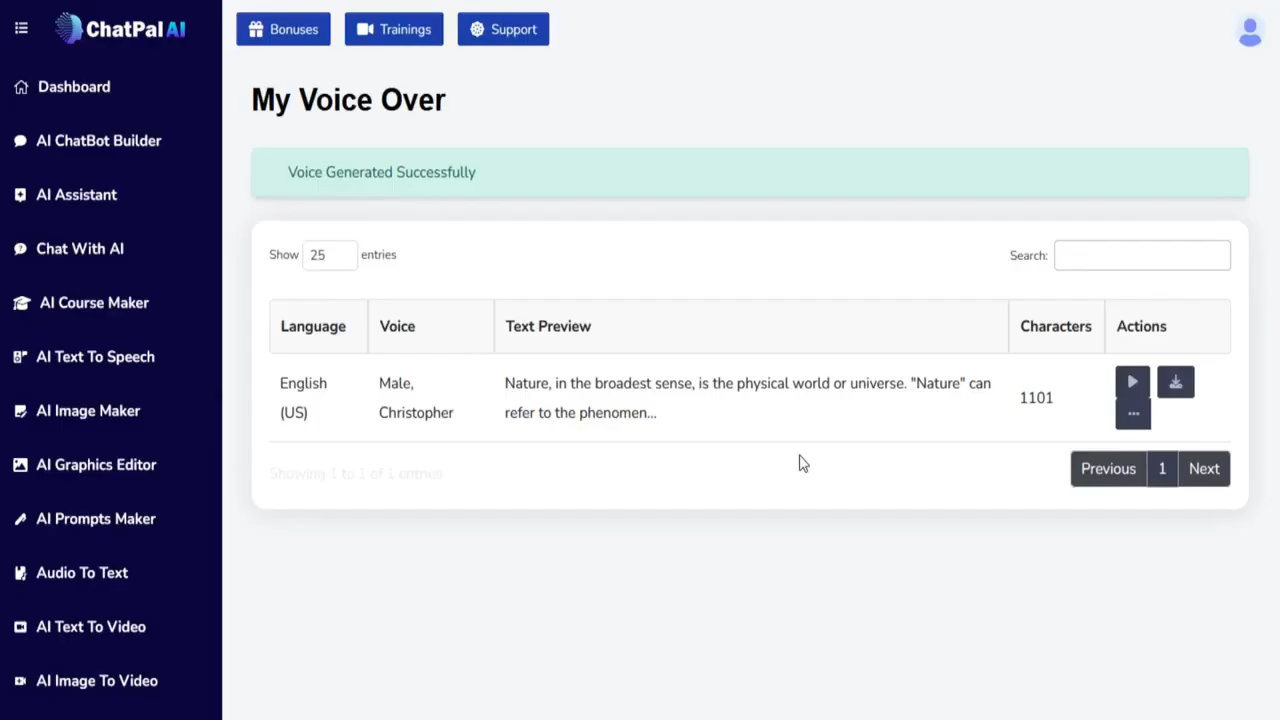 ChatPal AI
Bonuses
Trainings
Support
Dashboard
AI ChatBot Builder
AI Assistant
Chat With AI
AI Course Maker
AI Text To Speech
AI Image Maker
AI Graphics Editor
AI Prompts Maker
Audio To Text
AI Text To Video
AI Image To Video
My Voice Over
Voice Generated Successfully
Show 25 entries
Search:
Language Voice Text Preview Characters Actions
English Male, Nature, in the broadest sense, is the physical world or universe. "Nature" can 1101
(US) Christopher refer to the phenomen...
Showing 1 to 1 of 1 entries
Previous 1 Next